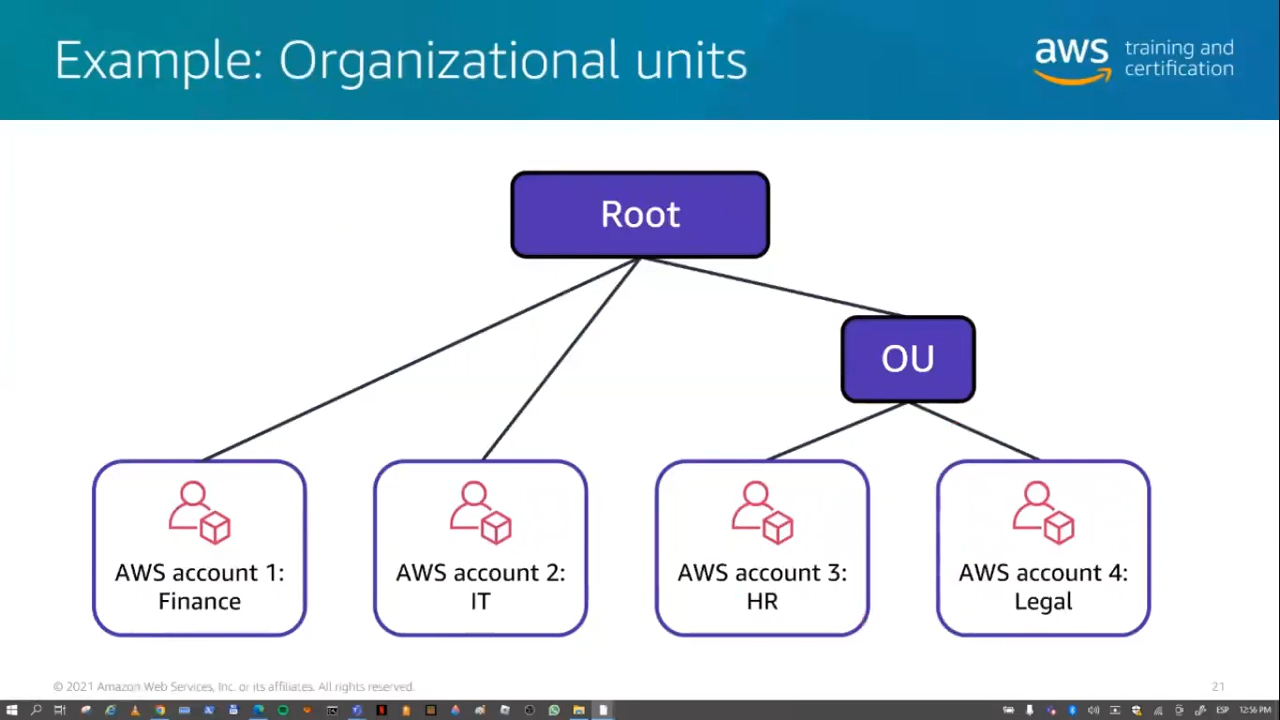 Example: Organizational units
aws
training and
certification
Root
OU
AWS account 1:
Finance
AWS account 2:
IT
AWS account 3:
HR
AWS account 4:
Legal
© 2021 Amazon Web Services, Inc. or its affiliates. All rights reserved.
21
ESP
12:56 PM